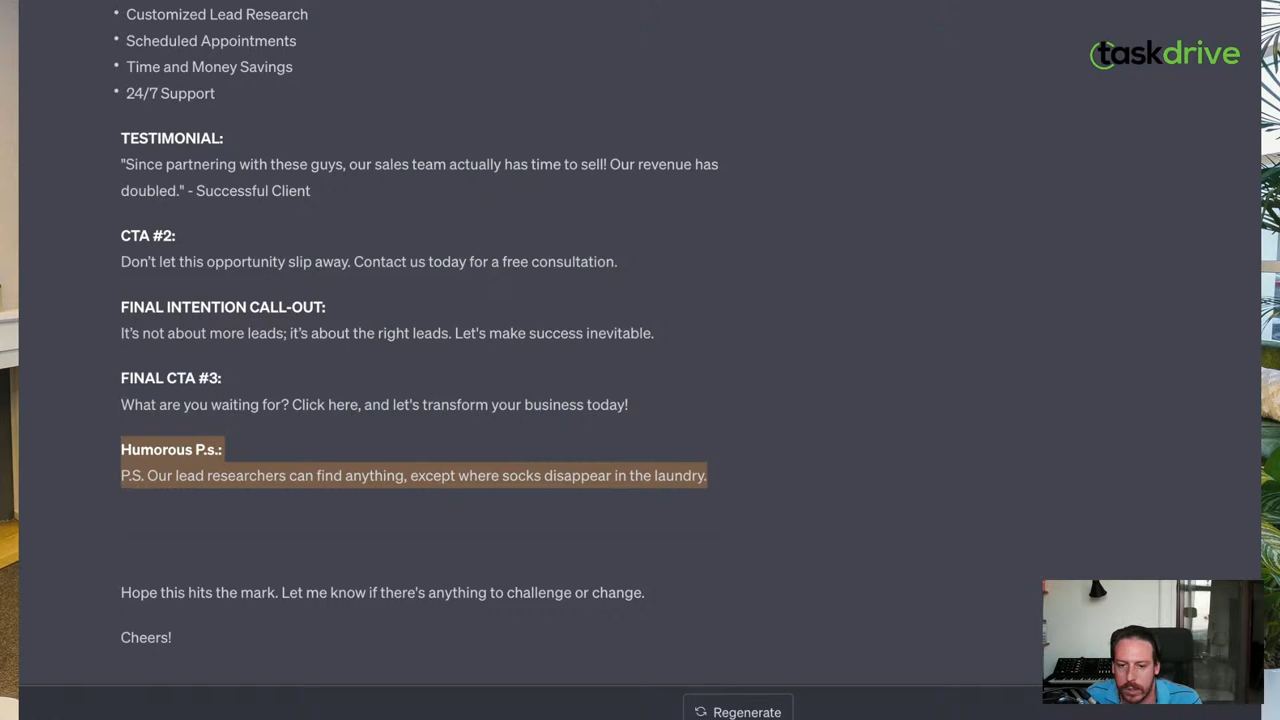 • Customized Lead Research
taskdrive
• Scheduled Appointments
• Time and Money Savings
• 24/7 Support
TESTIMONIAL:
"Since partnering with these guys, our sales team actually has time to sell! Our revenue has
doubled." - Successful Client
CTA #2:
Don't let this opportunity slip away. Contact us today for a free consultation.
FINAL INTENTION CALL-OUT:
It's not about more leads; it's about the right leads. Let's make success inevitable.
FINAL CTA #3:
What are you waiting for? Click here, and let's transform your business today!
Humorous P.s.:
P.S. Our lead researchers can find anything, except where socks disappear in the laundry.
Hope this hits the mark. Let me know if there's anything to challenge or change.
Cheers!
Regenerate